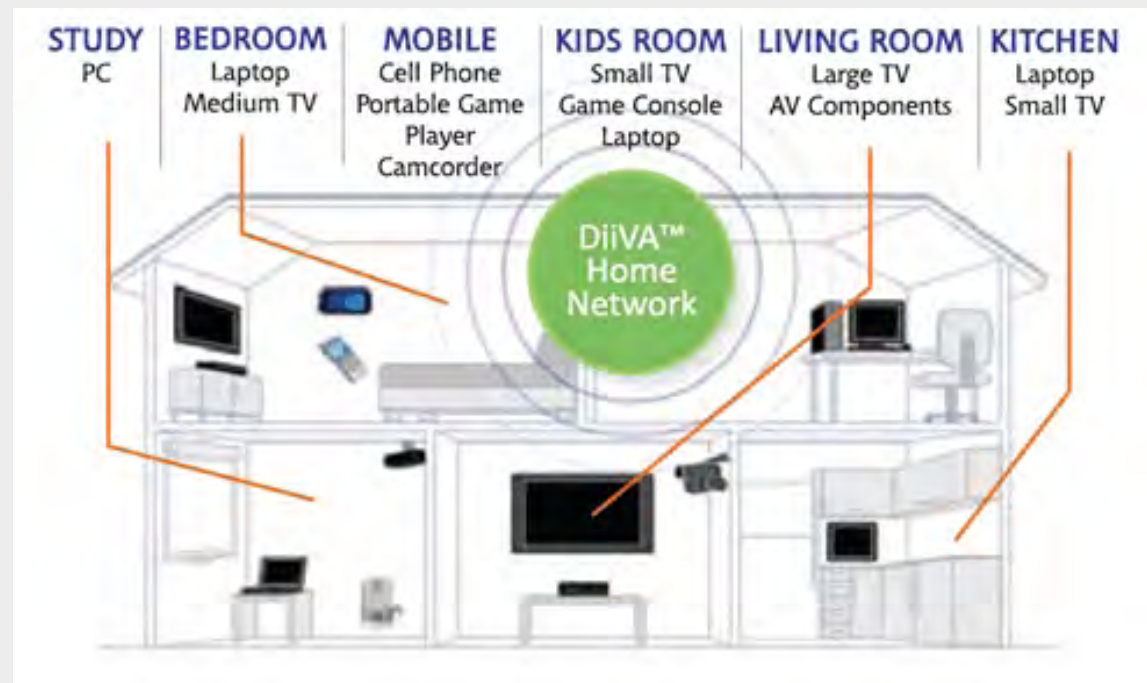 STUDY
PC
BEDROOM
Laptop
Medium TV
MOBILE
Cell Phone
Portable Game
Player
Camcorder
KIDS ROOM
Small TV
Game Console
Laptop
LIVING ROOM
Large TV
AV Components
KITCHEN
Laptop
Small TV
DiiVA™
Home
Network